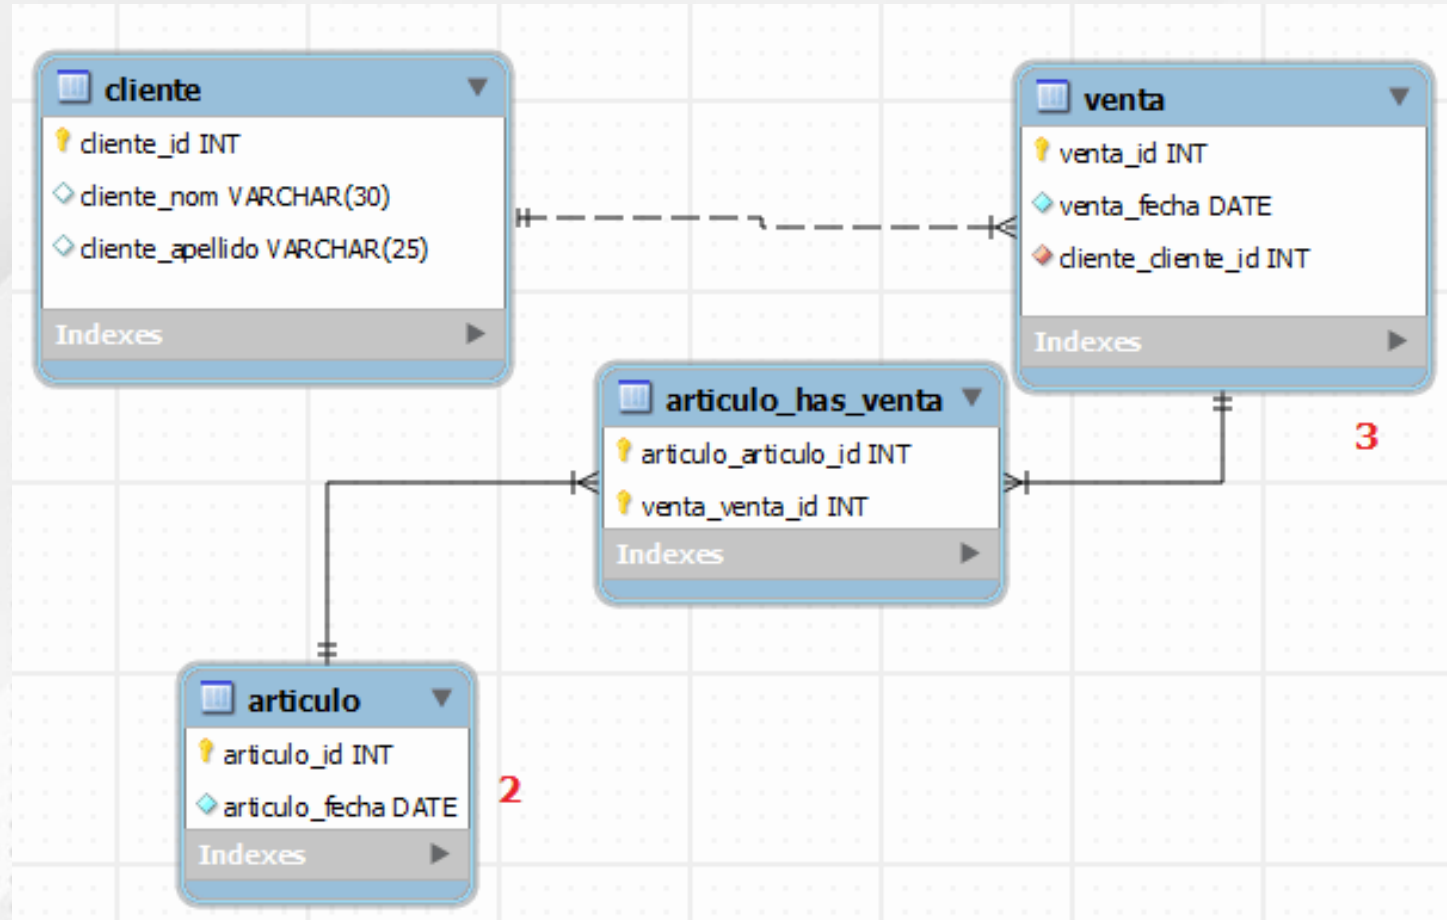 cliente
cliente_id INT
cliente_nom VARCHAR(30)
cliente_apellido VARCHAR(25)
Indexes
venta
venta_id INT
venta_fecha DATE
cliente_cliente_id INT
Indexes
3
articulo_has_venta
articulo_articulo_id INT
venta_venta_id INT
Indexes
articulo
articulo_id INT
articulo_fecha DATE
Indexes
2